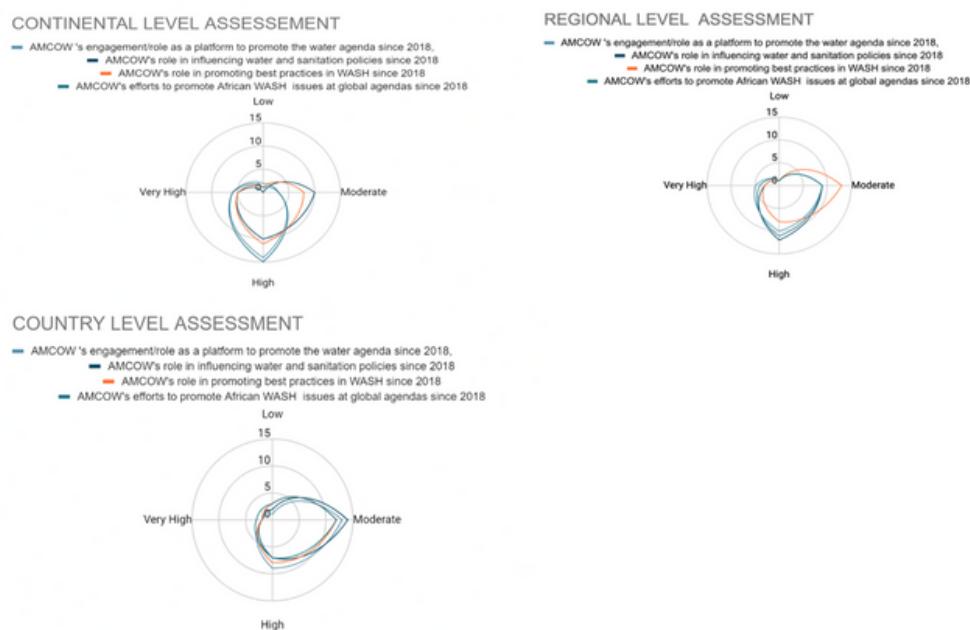 CONTINENTAL LEVEL ASSESSEMENT
AMCOW 's engagement/role as a platform to promote the water agenda since 2018,
AMCOW's role in influencing water and sanitation policies since 2018
AMCOW's role in promoting best practices in WASH since 2018
AMCOW's efforts to promote African WASH issues at global agendas since 2018
Low
15
10
5
0
Very High
Moderate
High
REGIONAL LEVEL ASSESSMENT
AMCOW 's engagement/role as a platform to promote the water agenda since 2018,
AMCOW's role in influencing water and sanitation policies since 2018
AMCOW's role in promoting best practices in WASH since 2018
AMCOW's efforts to promote African WASH issues at global agendas since 2018
Low
15
10
5
0
Very High
Moderate
High
COUNTRY LEVEL ASSESSMENT
AMCOW 's engagement/role as a platform to promote the water agenda since 2018,
AMCOW's role in influencing water and sanitation policies since 2018
AMCOW's role in promoting best practices in WASH since 2018
AMCOW's efforts to promote African WASH issues at global agendas since 2018
Low
15
10
5
0
Very High
Moderate
High